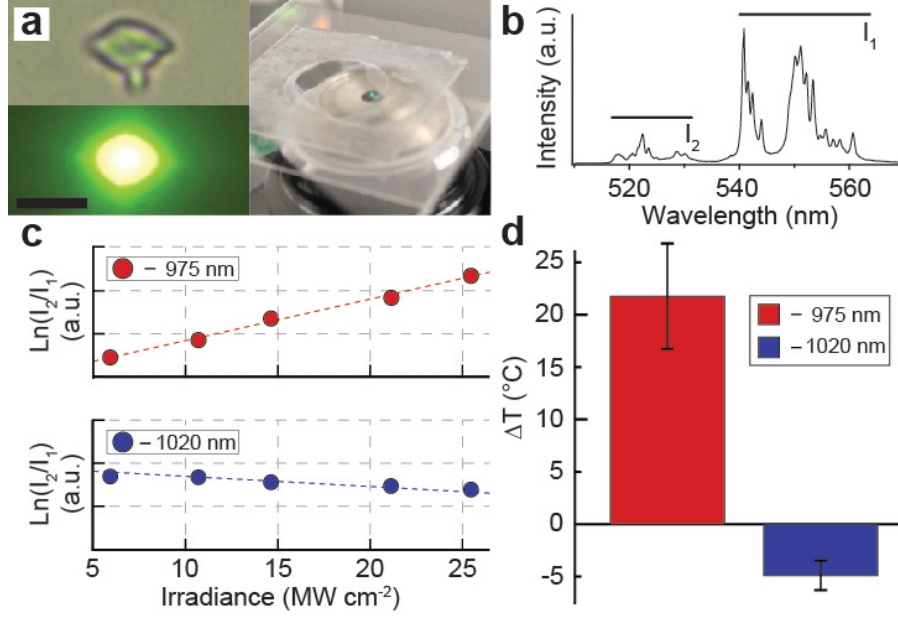 a
b
Intensity (a.u.)
I₁
I₂
520
540
560
Wavelength (nm)
c
– 975 nm
Ln(I₂/I₁)
(a.u.)
– 1020 nm
Ln(I₂/I₁)
(a.u.)
5
10
15
20
25
Irradiance (MW cm⁻²)
d
25
20
15
10
5
0
-5
ΔT (°C)
– 975 nm
– 1020 nm